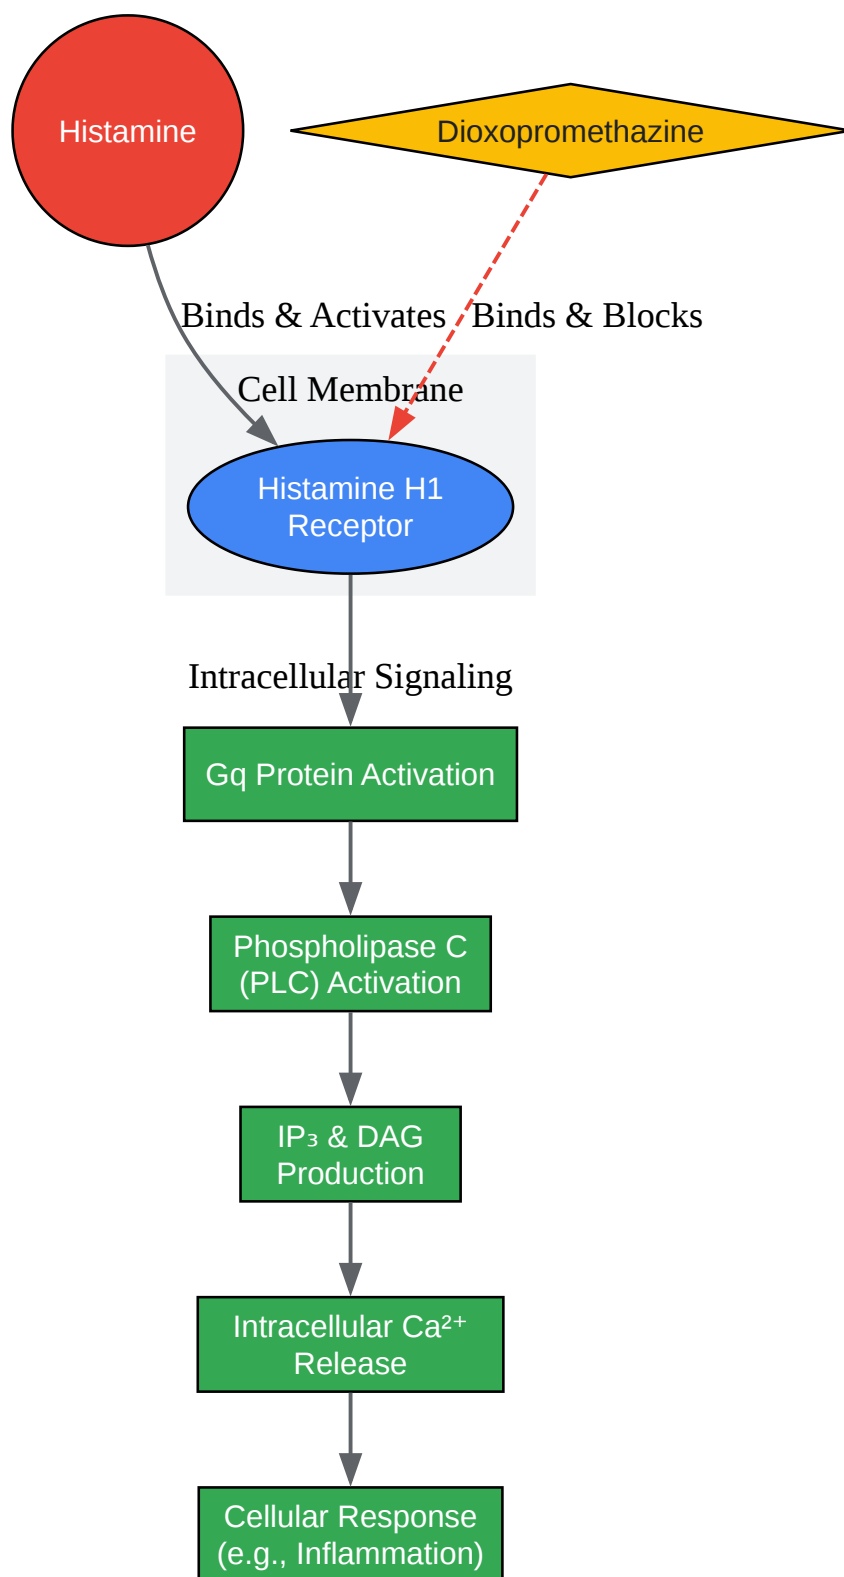 Histamine
Dioxopromethazine
Binds & Activates
Binds & Blocks
Cell Membrane
Histamine H1
Receptor
Intracellular Signaling
Gq Protein Activation
Phospholipase C
(PLC) Activation
IP₃ & DAG
Production
Intracellular Ca²⁺
Release
Cellular Response
(e.g., Inflammation)